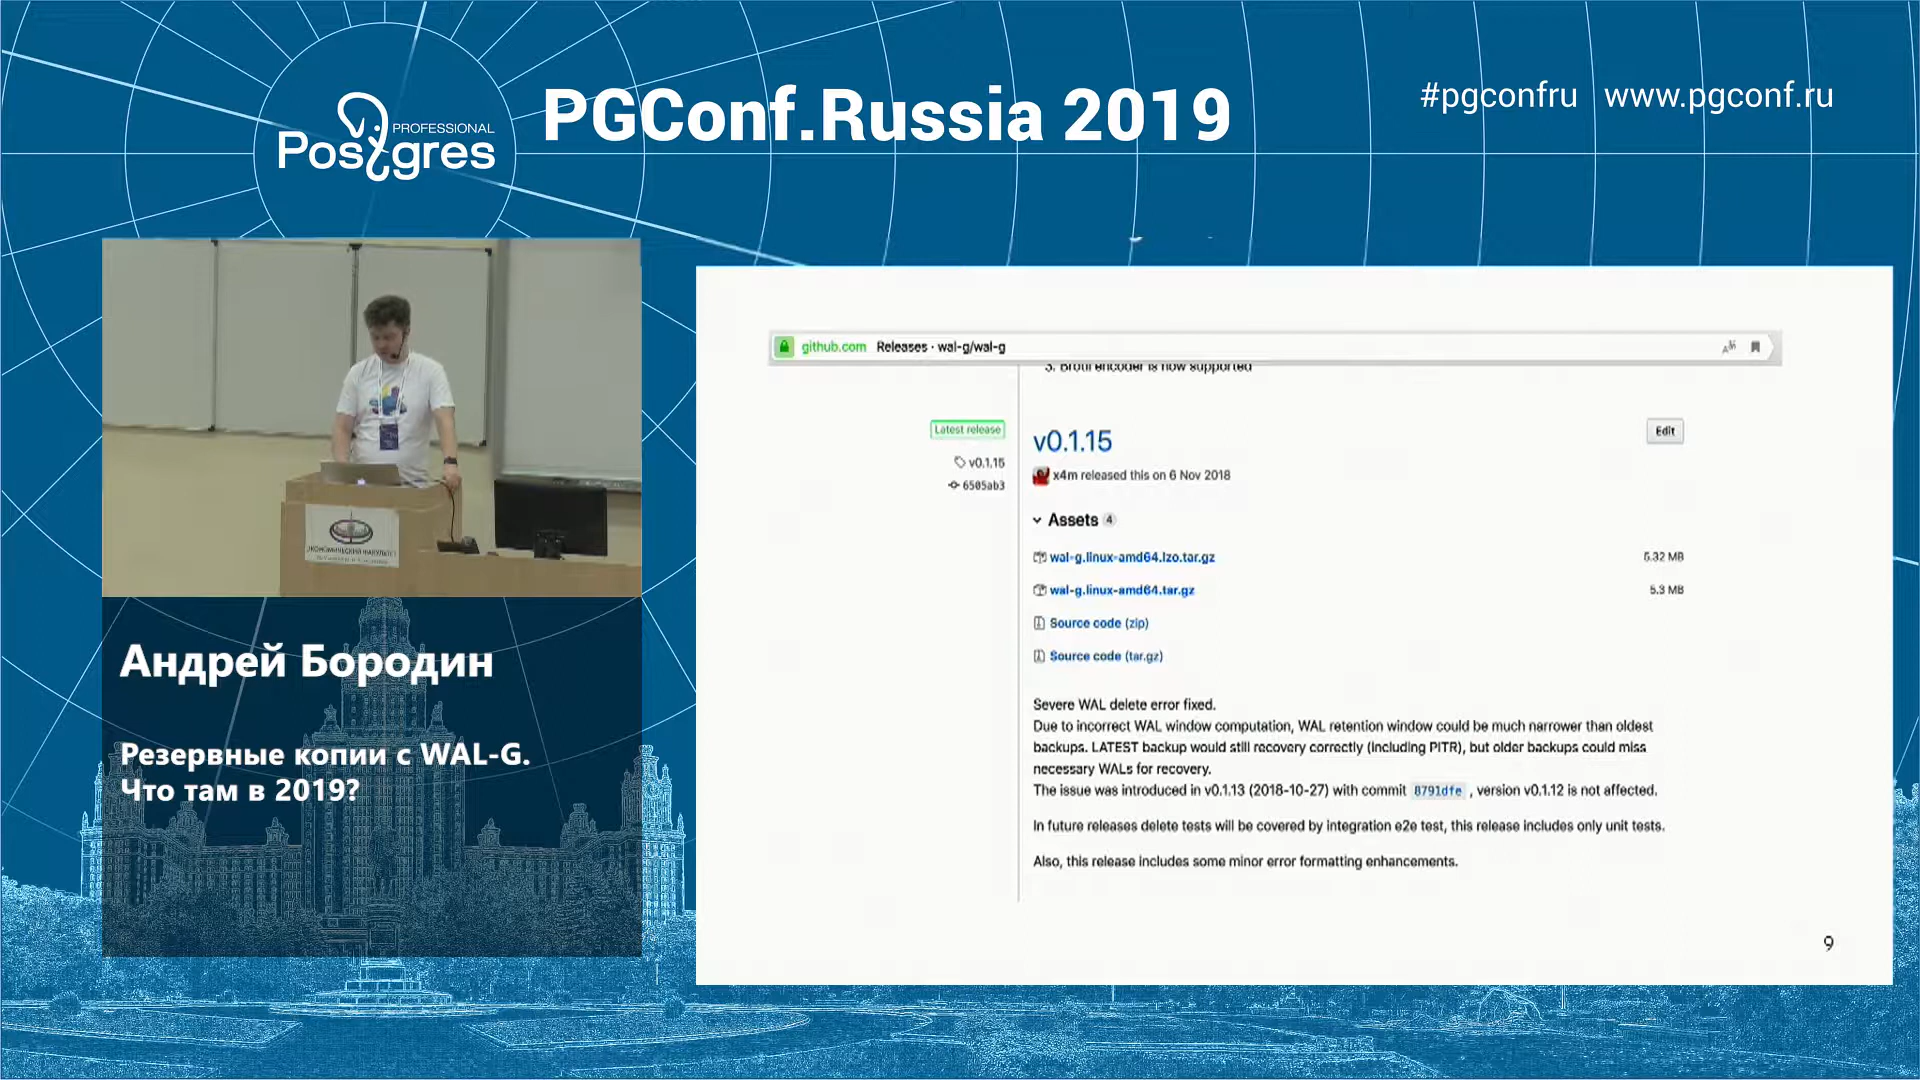 PROFESSIONAL
Postgres
PGConf.Russia 2019
#pgconfru www.pgconf.ru
ЭКОНОМИЧЕСКИЙ ФАКУЛЬТЕТ
Андрей Бородин
Резервные копии с WAL-G.
Что там в 2019?
github.com Releases · wal-g/wal-g
3. Brotli encoder is now supported
Latest release
v0.1.15
6505ab3
v0.1.15
Edit
x4m released this on 6 Nov 2018
Assets 4
wal-g.linux-amd64.lzo.tar.gz 5.32 MB
wal-g.linux-amd64.tar.gz 5.3 MB
Source code (zip)
Source code (tar.gz)
Severe WAL delete error fixed.
Due to incorrect WAL window computation, WAL retention window could be much narrower than oldest
backups. LATEST backup would still recovery correctly (including PITR), but older backups could miss
necessary WALs for recovery.
The issue was introduced in v0.1.13 (2018-10-27) with commit 8791dfe , version v0.1.12 is not affected.
In future releases delete tests will be covered by integration e2e test, this release includes only unit tests.
Also, this release includes some minor error formatting enhancements.
9